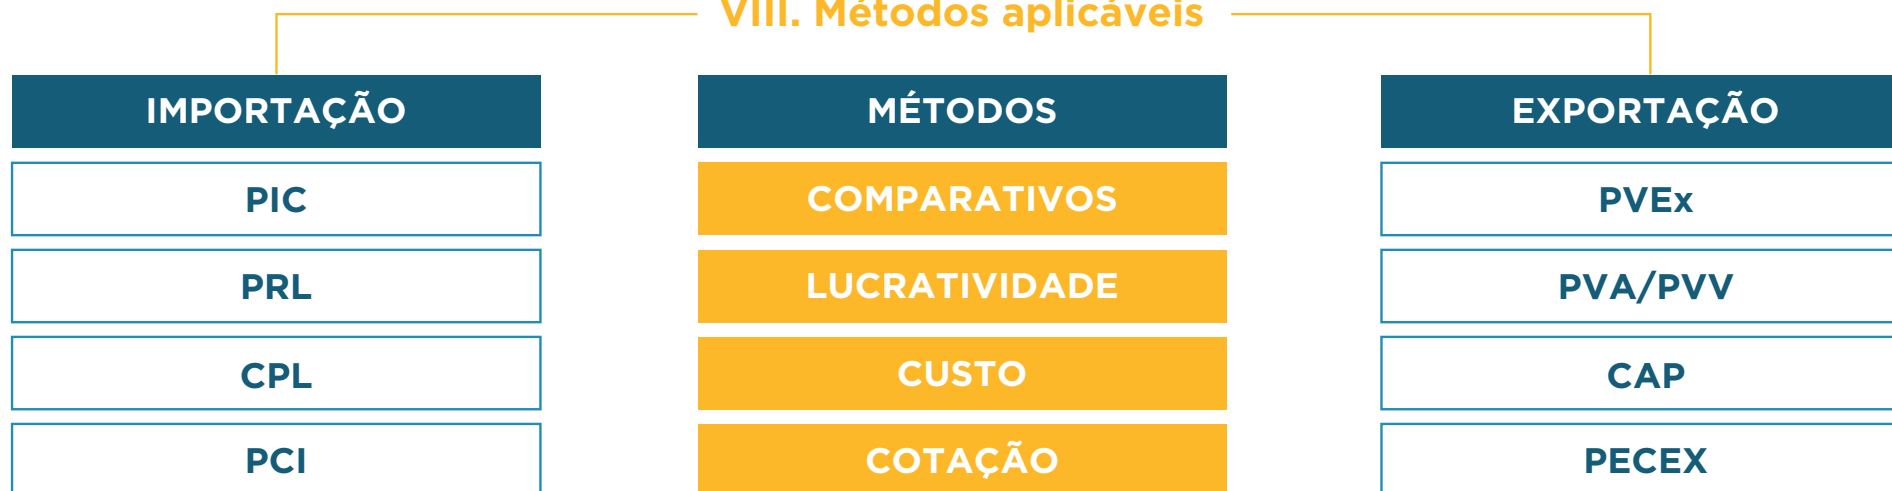 VIII. Métodos aplicáveis
IMPORTAÇÃO MÉTODOS EXPORTAÇÃO
PIC COMPARATIVOS PVEx
PRL LUCRATIVIDADE PVA/PVV
CPL CUSTO CAP
PCI COTAÇÃO PECEX